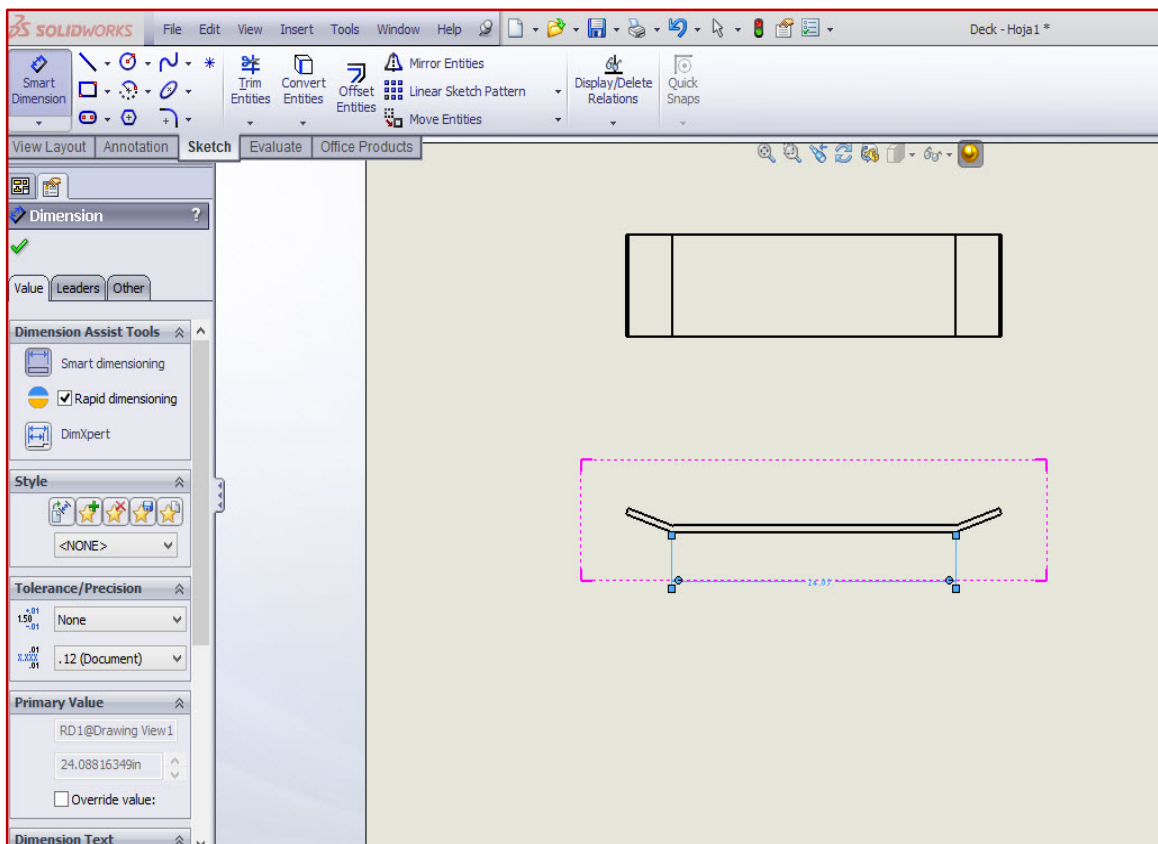 SOLIDWORKS File Edit View Insert Tools Window Help Deck - Hoja1 *
Smart Dimension
Trim Entities
Convert Entities
Offset Entities
Mirror Entities
Linear Sketch Pattern
Move Entities
Display/Delete Relations
Quick Snaps
View Layout Annotation Sketch Evaluate Office Products
Dimension ?
Value Leaders Other
Dimension Assist Tools
Smart dimensioning
Rapid dimensioning
DimXpert
Style
<NONE>
Tolerance/Precision
None
.12 (Document)
Primary Value
RD1@Drawing View1
24.08816349in
Override value:
Dimension Text
24.09